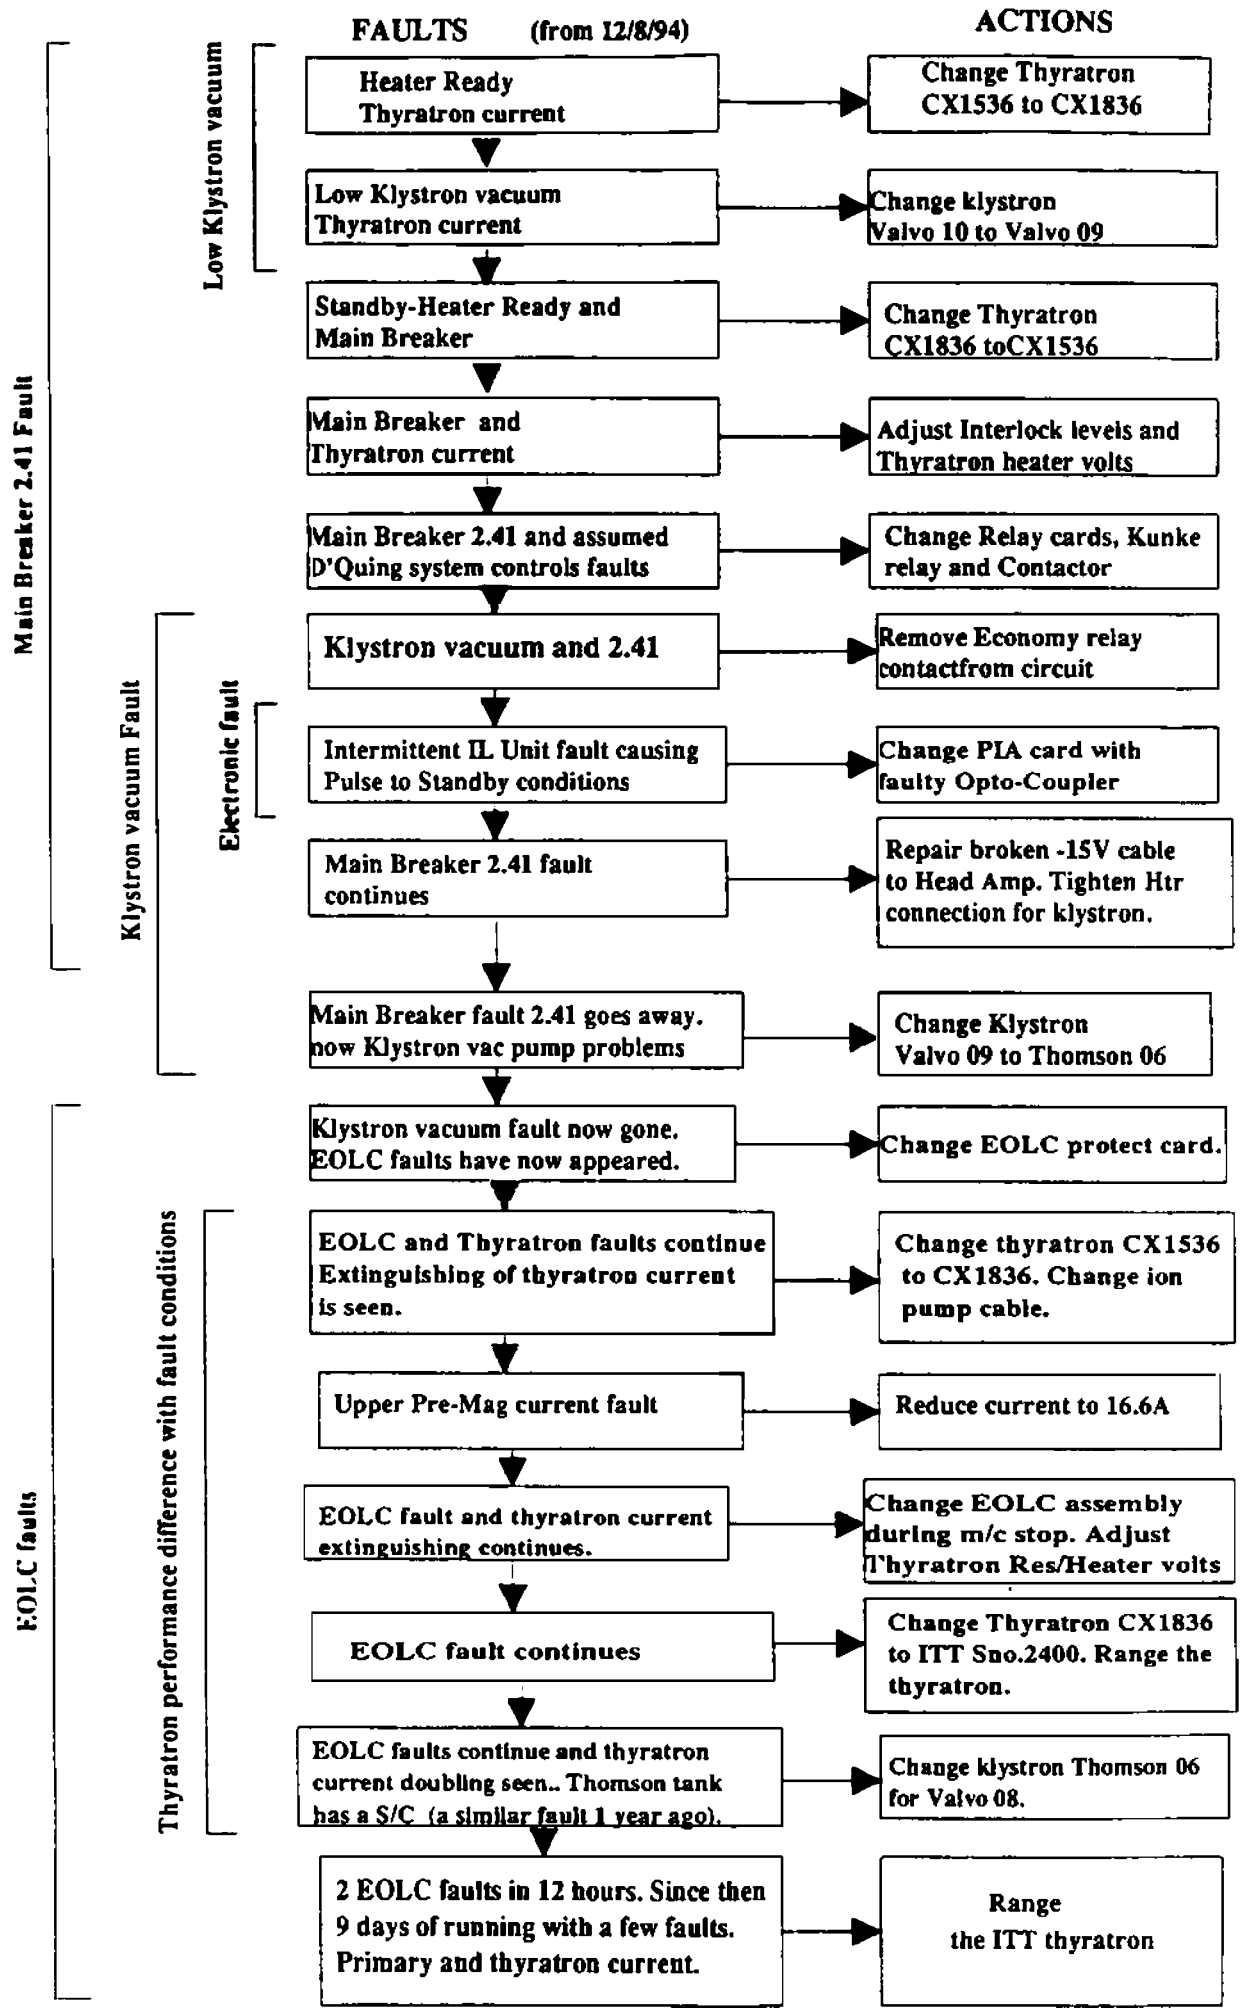 FAULTS (from 12/8/94)
ACTIONS
Heater Ready
Thyratron current
Change Thyratron
CX1536 to CX1836
Low Klystron vacuum
Thyratron current
Change klystron
Valvo 10 to Valvo 09
Standby-Heater Ready and
Main Breaker
Change Thyratron
CX1836 toCX1536
Main Breaker and
Thyratron current
Adjust Interlock levels and
Thyratron heater volts
Main Breaker 2.41 and assumed
D'Quing system controls faults
Change Relay cards, Kunke
relay and Contactor
Klystron vacuum and 2.41
Remove Economy relay
contactfrom circuit
Intermittent IL Unit fault causing
Pulse to Standby conditions
Change PIA card with
faulty Opto-Coupler
Main Breaker 2.41 fault
continues
Repair broken -15V cable
to Head Amp. Tighten Htr
connection for klystron.
Main Breaker fault 2.41 goes away.
now Klystron vac pump problems
Change Klystron
Valvo 09 to Thomson 06
Klystron vacuum fault now gone.
EOLC faults have now appeared.
Change EOLC protect card.
EOLC and Thyratron faults continue
Extinguishing of thyratron current
is seen.
Change thyratron CX1536
to CX1836. Change ion
pump cable.
Upper Pre-Mag current fault
Reduce current to 16.6A
EOLC fault and thyratron current
extinguishing continues.
Change EOLC assembly
during m/c stop. Adjust
Thyratron Res/Heater volts
EOLC fault continues
Change Thyratron CX1836
to ITT Sno.2400. Range the
thyratron.
EOLC faults continue and thyratron
current doubling seen.. Thomson tank
has a S/C (a similar fault 1 year ago).
Change klystron Thomson 06
for Valvo 08.
2 EOLC faults in 12 hours. Since then
9 days of running with a few faults.
Primary and thyratron current.
Range
the ITT thyratron
Low Klystron vacuum
Main Breaker 2.41 Fault
Klystron vacuum Fault
Electronic fault
Thyratron performance difference with fault conditions
EOLC faults